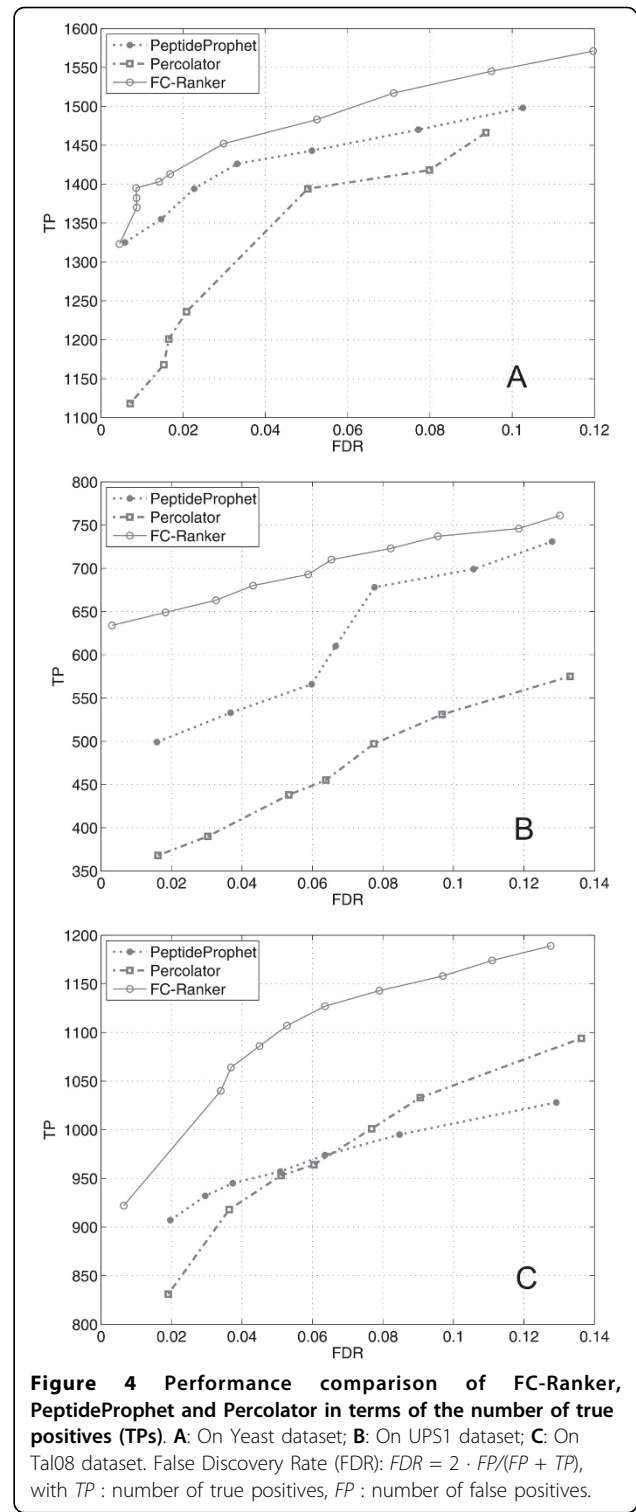 1600
1550
1500
1450
1400
1350
1300
1250
1200
1150
1100
TP
PeptideProphet
Percolator
FC-Ranker
A
0 0.02 0.04 0.06 0.08 0.1 0.12
FDR
800
750
700
650
600
550
500
450
400
350
TP
PeptideProphet
Percolator
FC-Ranker
B
0 0.02 0.04 0.06 0.08 0.1 0.12 0.14
FDR
1200
1150
1100
1050
1000
950
900
850
800
TP
PeptideProphet
Percolator
FC-Ranker
C
0 0.02 0.04 0.06 0.08 0.1 0.12 0.14
FDR
Figure 4 Performance comparison of FC-Ranker,
PeptideProphet and Percolator in terms of the number of true
positives (TPs). A: On Yeast dataset; B: On UPS1 dataset; C: On
Tal08 dataset. False Discovery Rate (FDR): FDR = 2 · FP/(FP + TP),
with TP : number of true positives, FP : number of false positives.